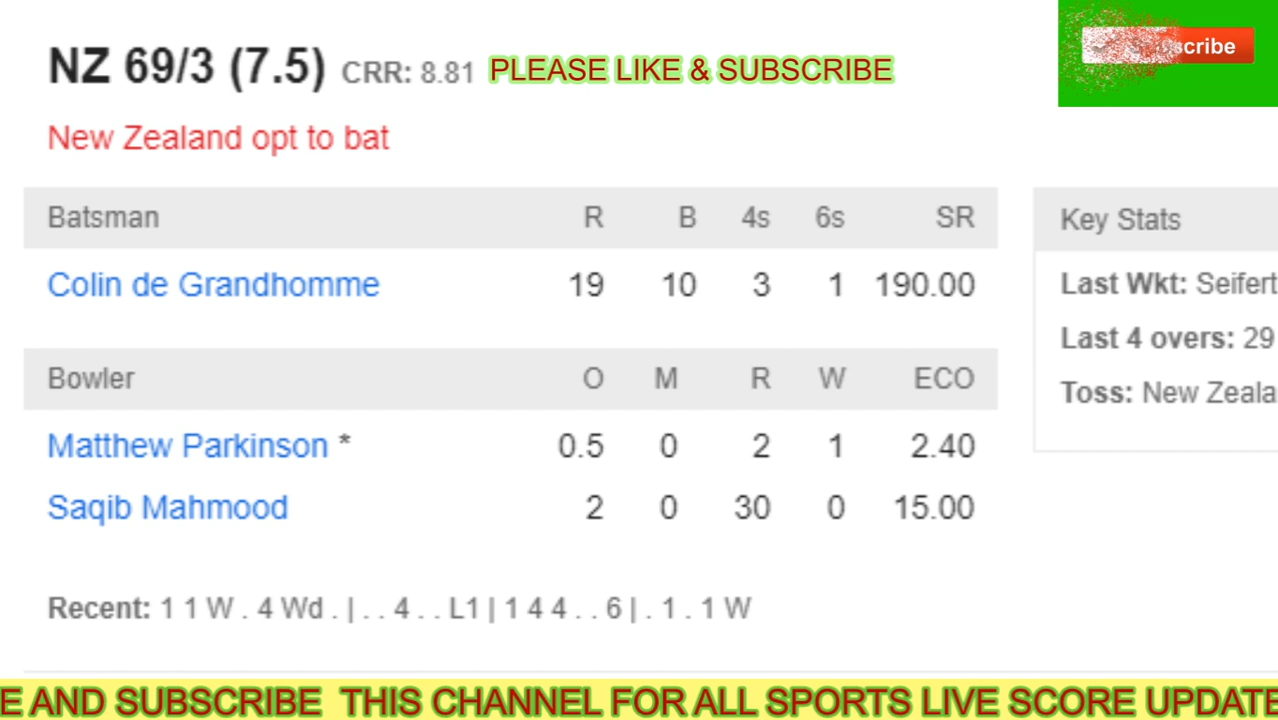 NZ 69/3 (7.5) CRR: 8.81 PLEASE LIKE & SUBSCRIBE
scribe
New Zealand opt to bat
Batsman R B 4s 6s SR
Colin de Grandhomme 19 10 3 1 190.00
Bowler O M R W ECO
Matthew Parkinson * 0.5 0 2 1 2.40
Saqib Mahmood 2 0 30 0 15.00
Recent: 1 1 W . 4 Wd . | . . 4 . . L1 | 1 4 4 . . 6 | . 1 . 1 W
Key Stats
Last Wkt: Seifert
Last 4 overs: 29
Toss: New Zeala
E AND SUBSCRIBE THIS CHANNEL FOR ALL SPORTS LIVE SCORE UPDATE